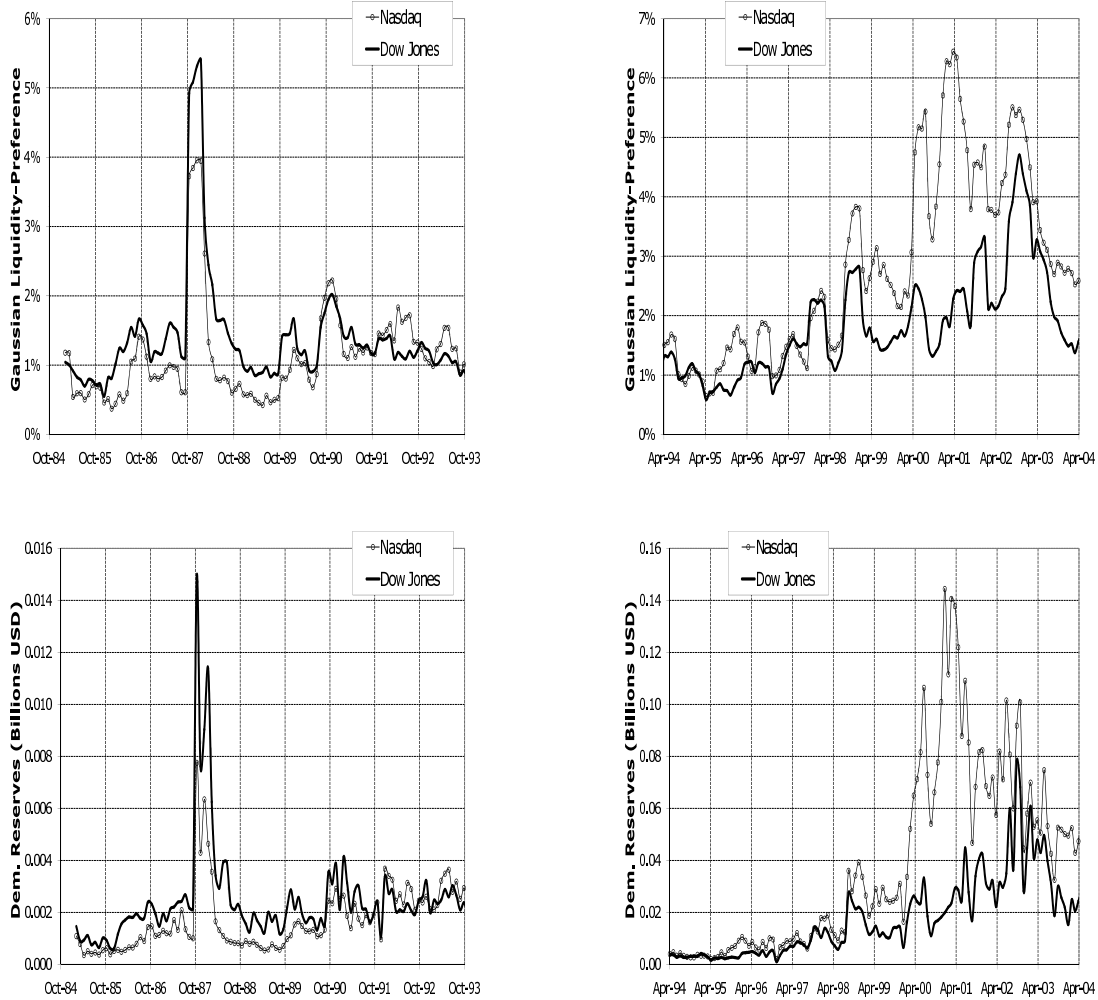 Nasdaq
Dow Jones
Gaussian Liquidity-Preference
6%
5%
4%
3%
2%
1%
0%
Oct-84 Oct-85 Oct-86 Oct-87 Oct-88 Oct-89 Oct-90 Oct-91 Oct-92 Oct-93
Nasdaq
Dow Jones
Gaussian Liquidity-Preference
7%
6%
5%
4%
3%
2%
1%
0%
Apr-94 Apr-95 Apr-96 Apr-97 Apr-98 Apr-99 Apr-00 Apr-01 Apr-02 Apr-03 Apr-04
Nasdaq
Dow Jones
Dem. Reserves (Billions USD)
0.016
0.014
0.012
0.010
0.008
0.006
0.004
0.002
0.000
Oct-84 Oct-85 Oct-86 Oct-87 Oct-88 Oct-89 Oct-90 Oct-91 Oct-92 Oct-93
Nasdaq
Dow Jones
Dem. Reserves (Billions USD)
0.16
0.14
0.12
0.10
0.08
0.06
0.04
0.02
0.00
Apr-94 Apr-95 Apr-96 Apr-97 Apr-98 Apr-99 Apr-00 Apr-01 Apr-02 Apr-03 Apr-04